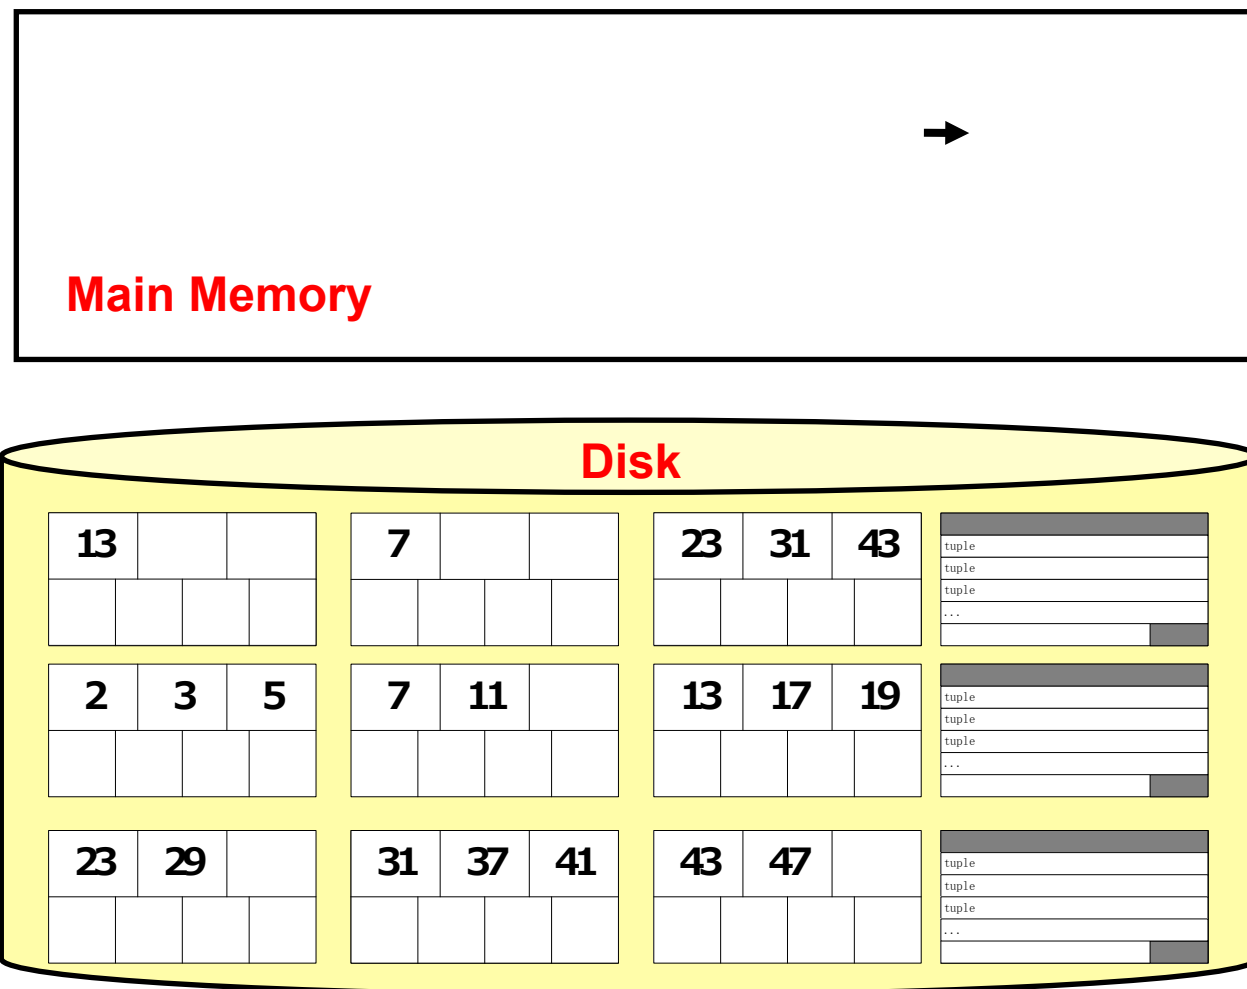 Main Memory
Disk
13
7
23 31 43
tuple
tuple
tuple
...
2 3 5
7 11
13 17 19
tuple
tuple
tuple
...
23 29
31 37 41
43 47
tuple
tuple
tuple
...